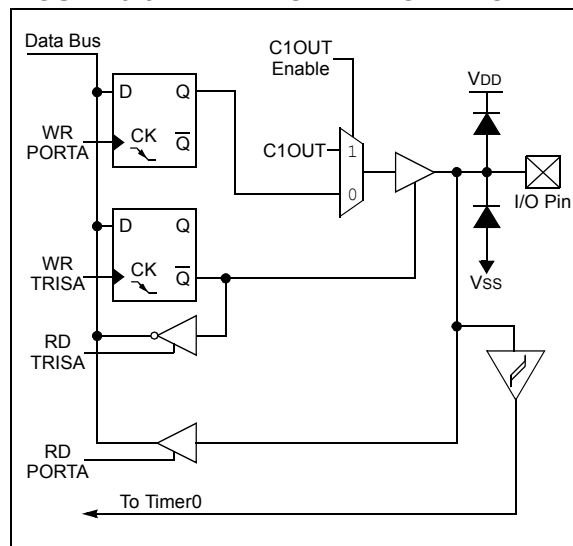 Data Bus
C1OUT
Enable
VDD
D Q
WR
PORTA
CK Q
C1OUT
1
0
I/O Pin
D Q
WR
TRISA
CK Q
VSS
RD
TRISA
RD
PORTA
To Timer0